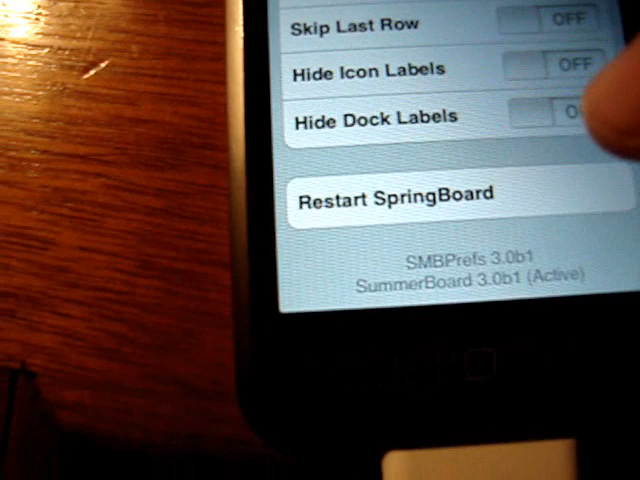 Skip Last Row OFF
Hide Icon Labels OFF
Hide Dock Labels
Restart SpringBoard
SMBPrefs 3.0b1
SummerBoard 3.0b1 (Active)